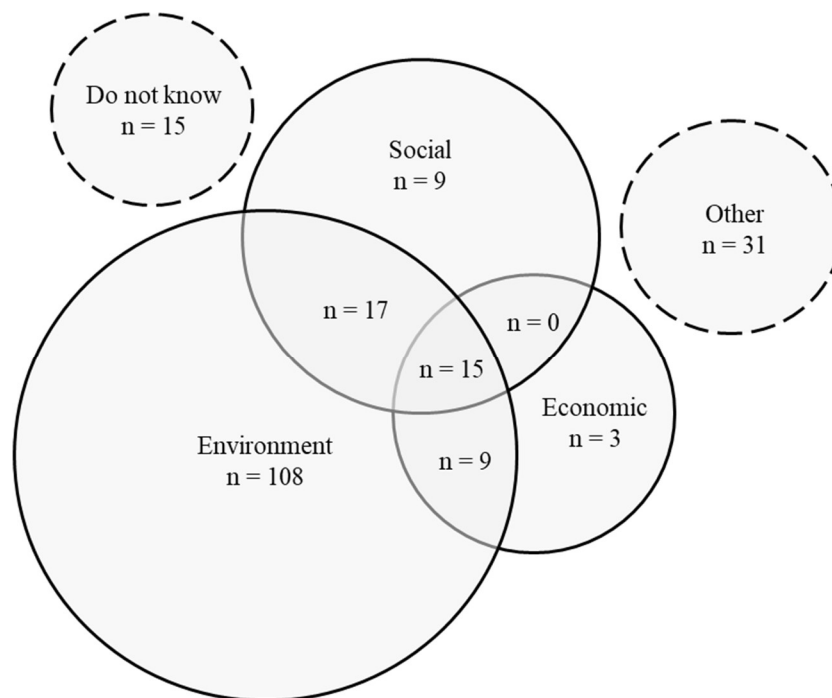 Do not know
n = 15
Social
n = 9
Other
n = 31
n = 17
n = 0
n = 15
Economic
n = 3
Environment
n = 108
n = 9